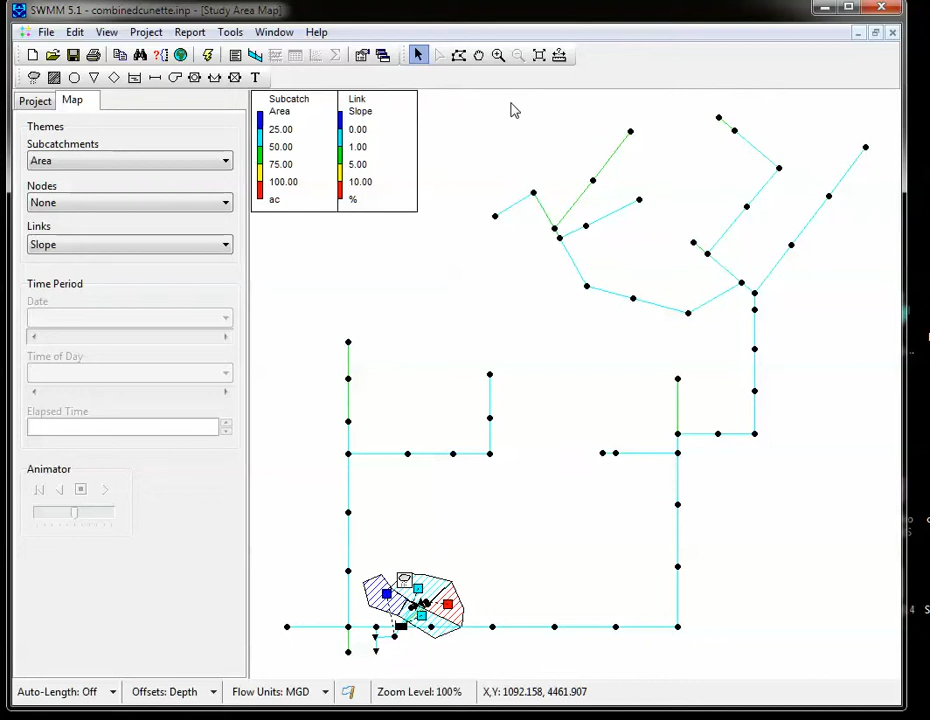 SWMM 5.1 - combinedcunette.inp - [Study Area Map]
File Edit View Project Report Tools Window Help
Project Map
Themes
Subcatchments
Area
Nodes
None
Links
Slope
Time Period
Date
Time of Day
Elapsed Time
Animator
Subcatch
Area
25.00
50.00
75.00
100.00
ac
Link
Slope
0.00
1.00
5.00
10.00
%
Auto-Length: Off Offsets: Depth Flow Units: MGD Zoom Level: 100% X,Y: 1092.158, 4461.907